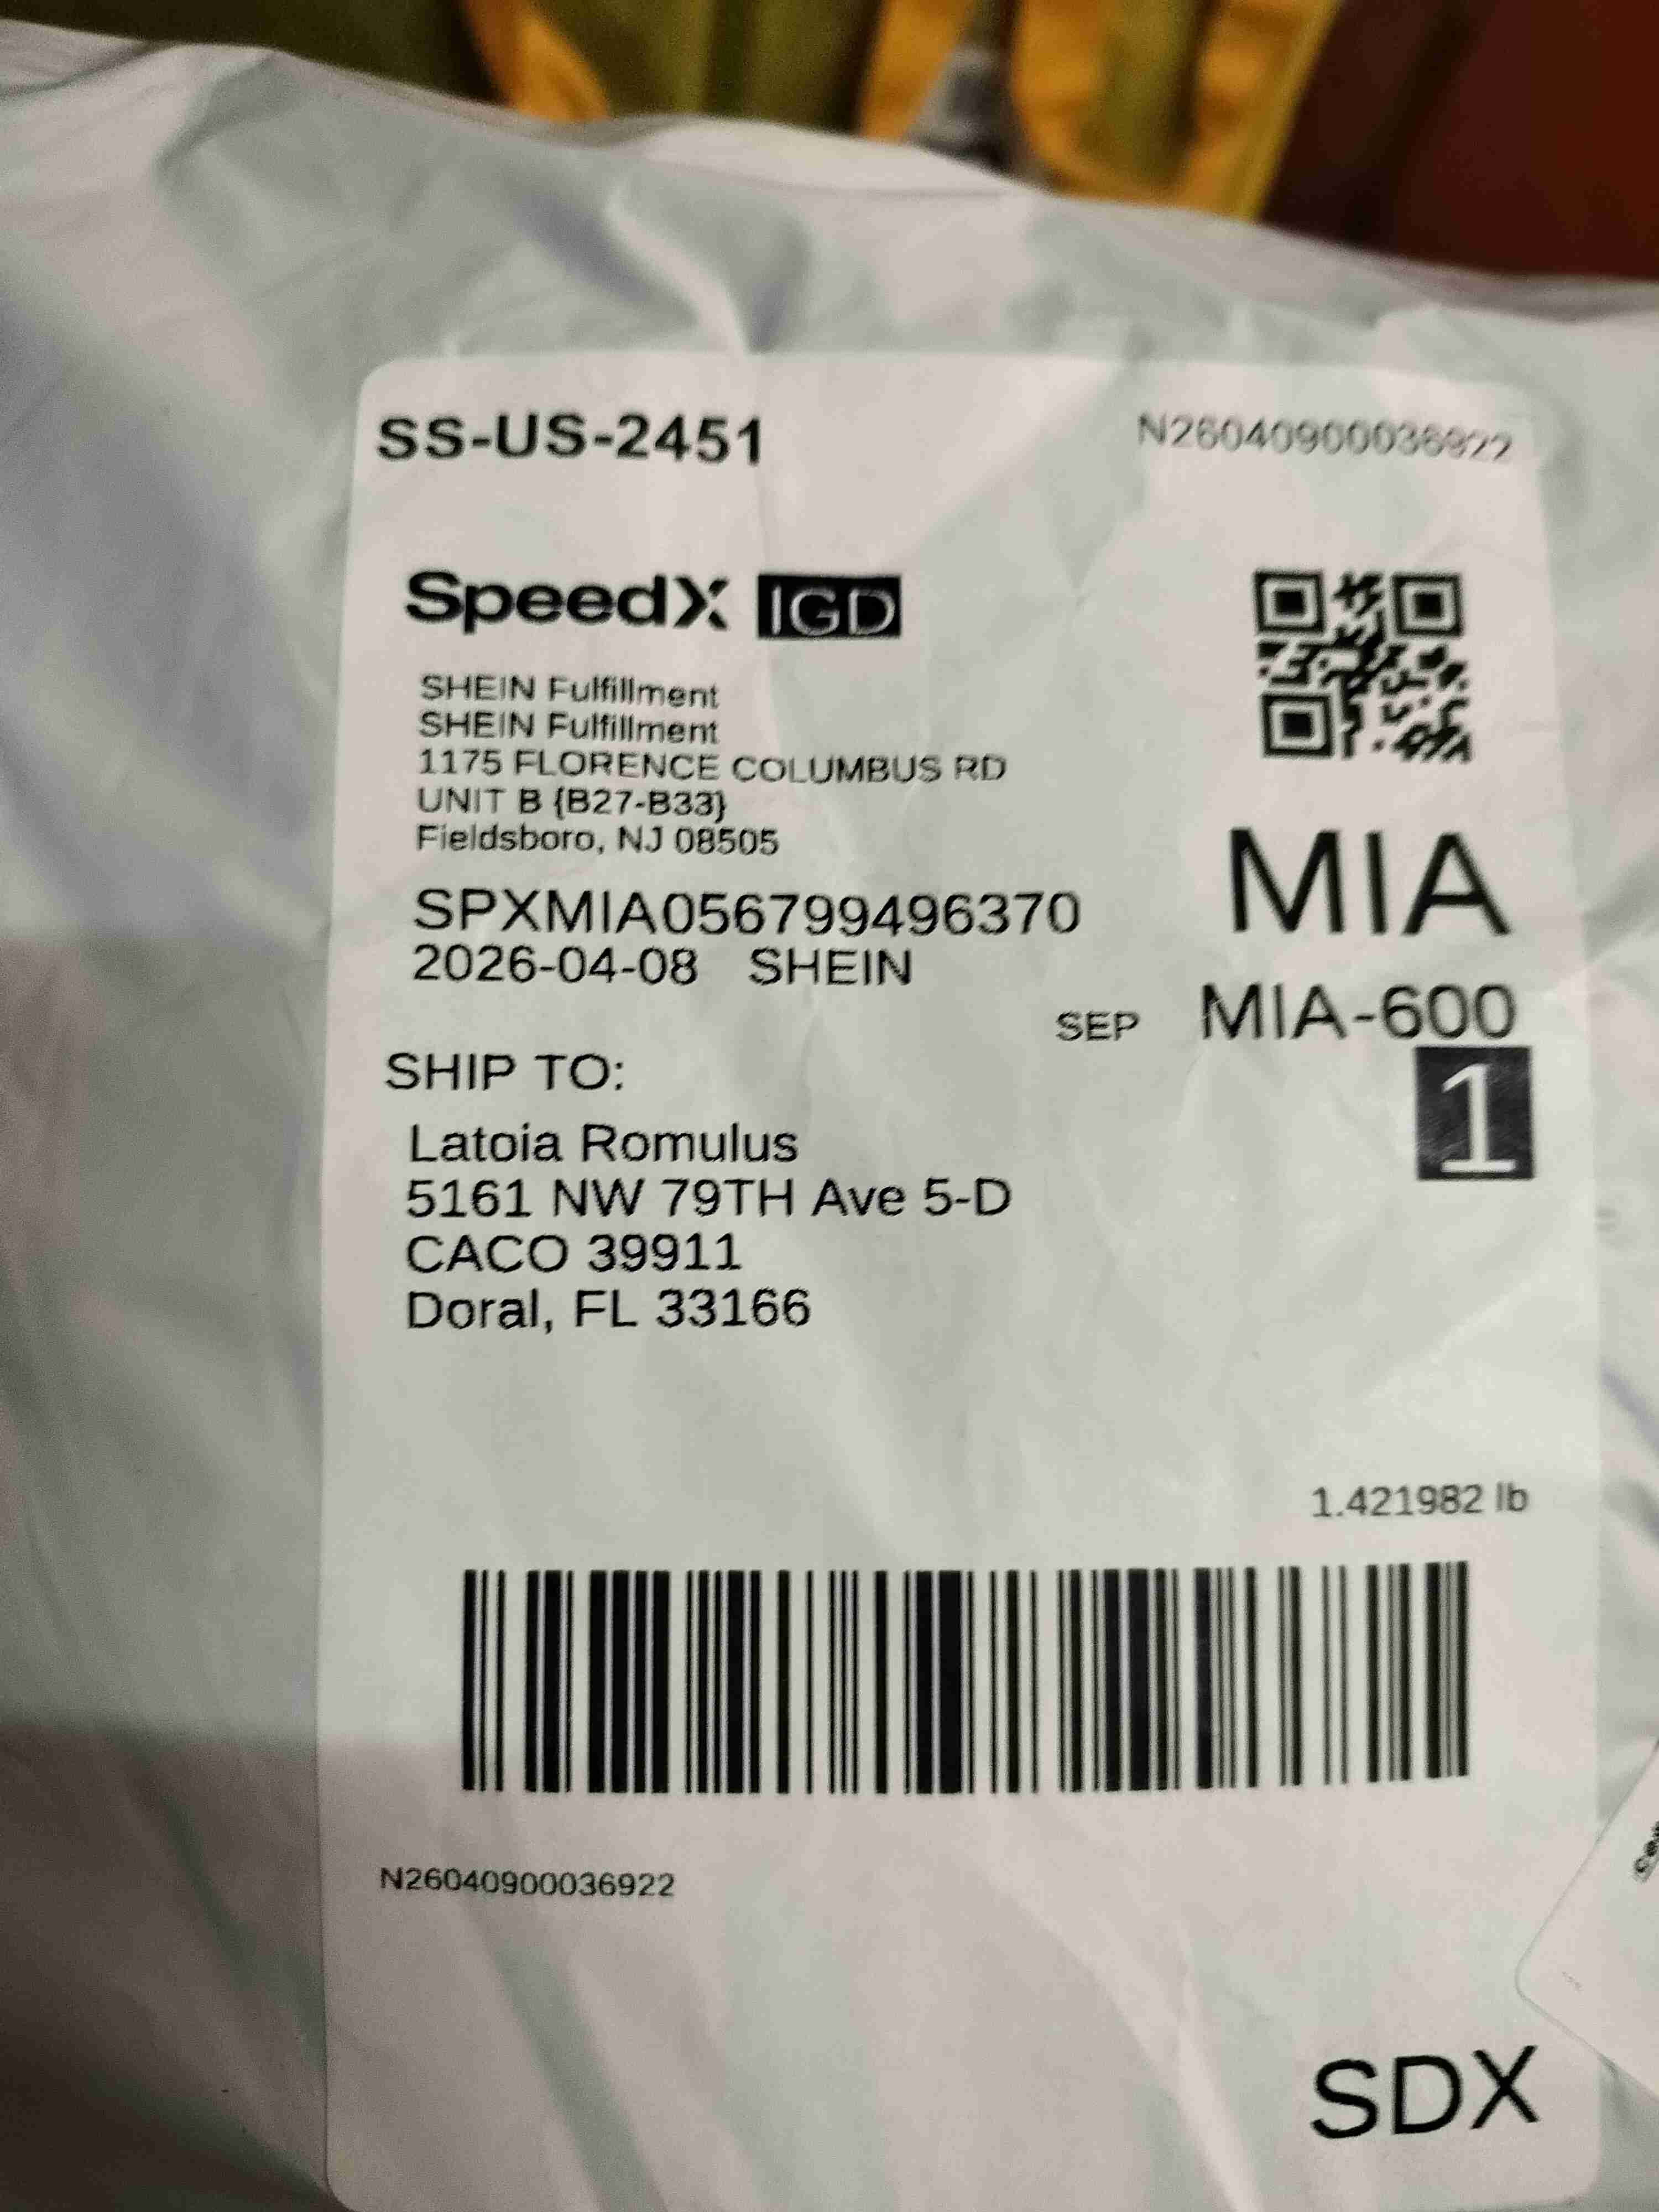 SS-US-2451 N26040900036922
SpeedX IGD
SHEIN Fulfillment
SHEIN Fulfillment
1175 FLORENCE COLUMBUS RD
UNIT B {B27-B33}
Fieldsboro, NJ 08505
MIA
SPXMIA056799496370
2026-04-08 SHEIN
SEP MIA-600
1
SHIP TO:
Latoia Romulus
5161 NW 79TH Ave 5-D
CACO 39911
Doral, FL 33166
1.421982 lb
N26040900036922
SDX